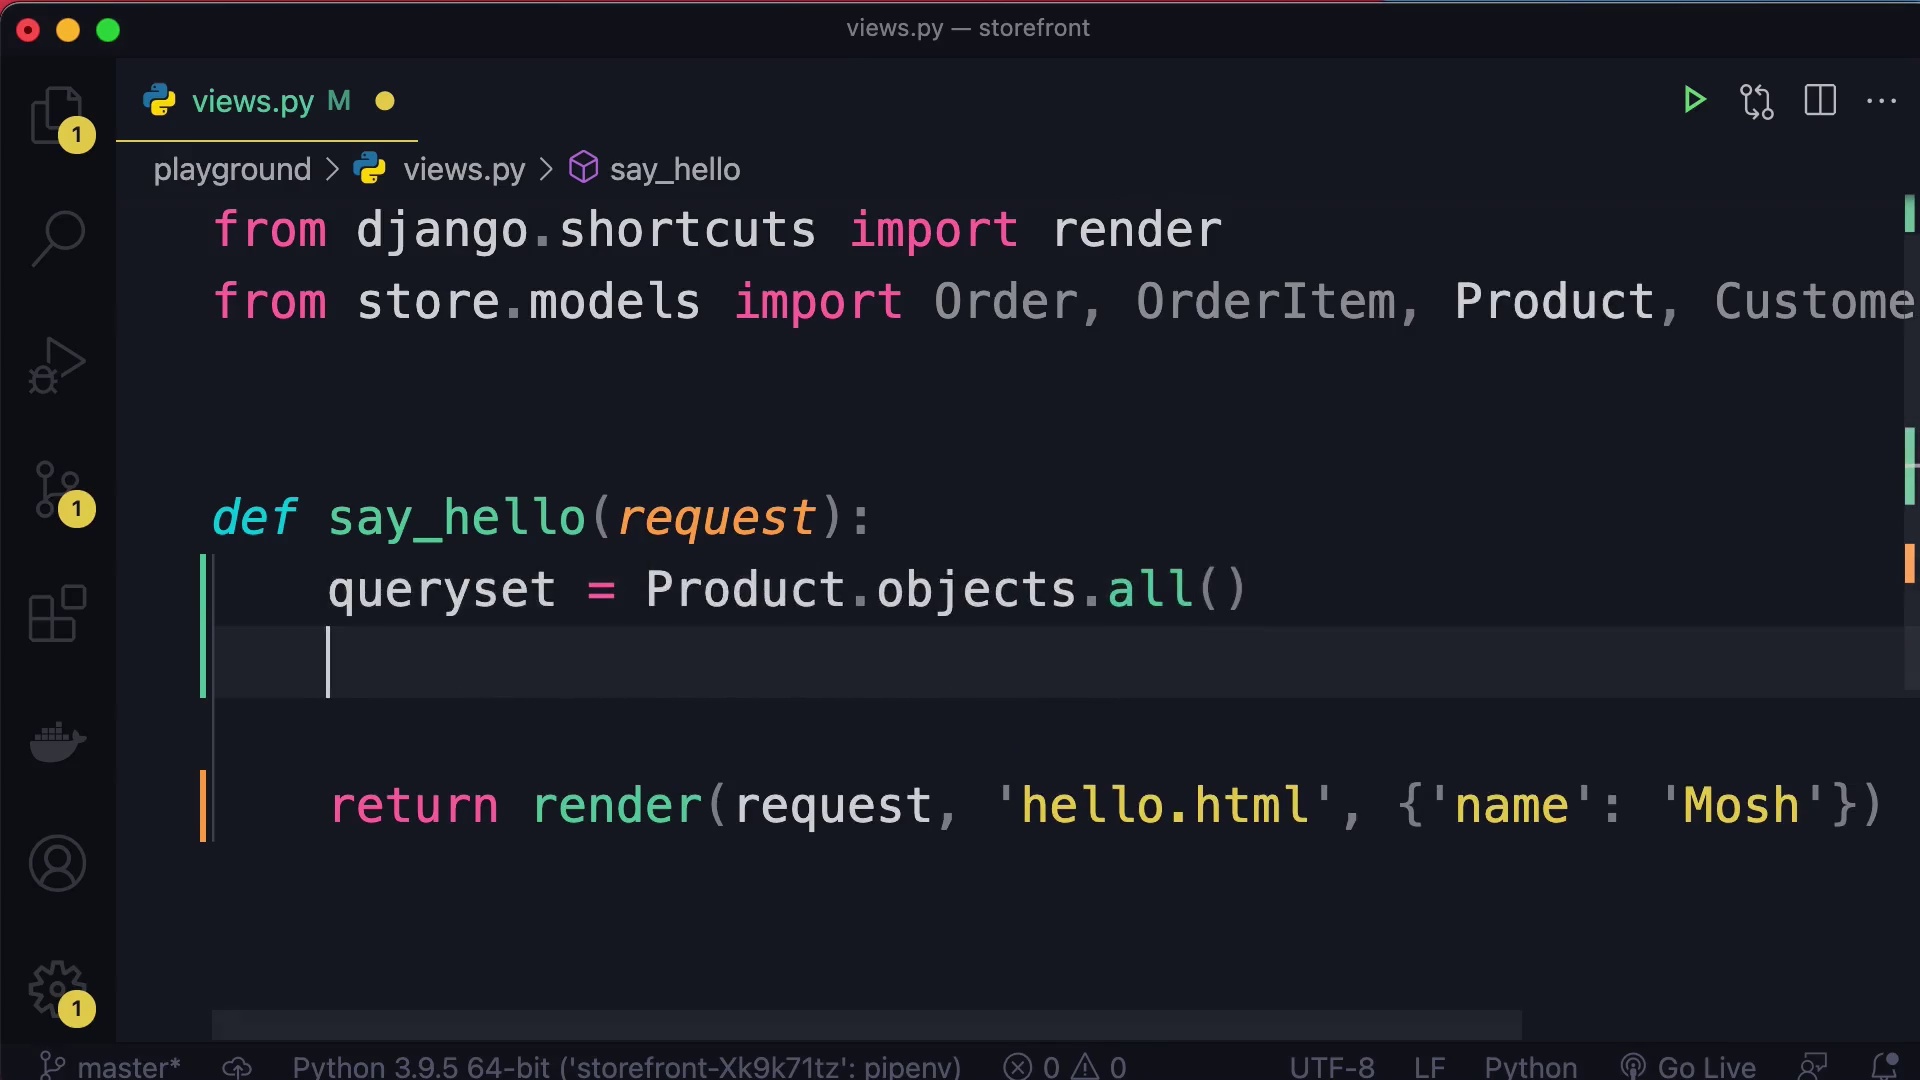 views.py — storefront
views.py M
1
playground > views.py > say_hello
from django.shortcuts import render
from store.models import Order, OrderItem, Product, Custome
def say_hello(request):
queryset = Product.objects.all()
1
return render(request, 'hello.html', {'name': 'Mosh'})
1
master* Python 3.9.5 64-bit ('storefront-Xk9k71tz': pipenv) 0 0 UTF-8 LF Python Go Live